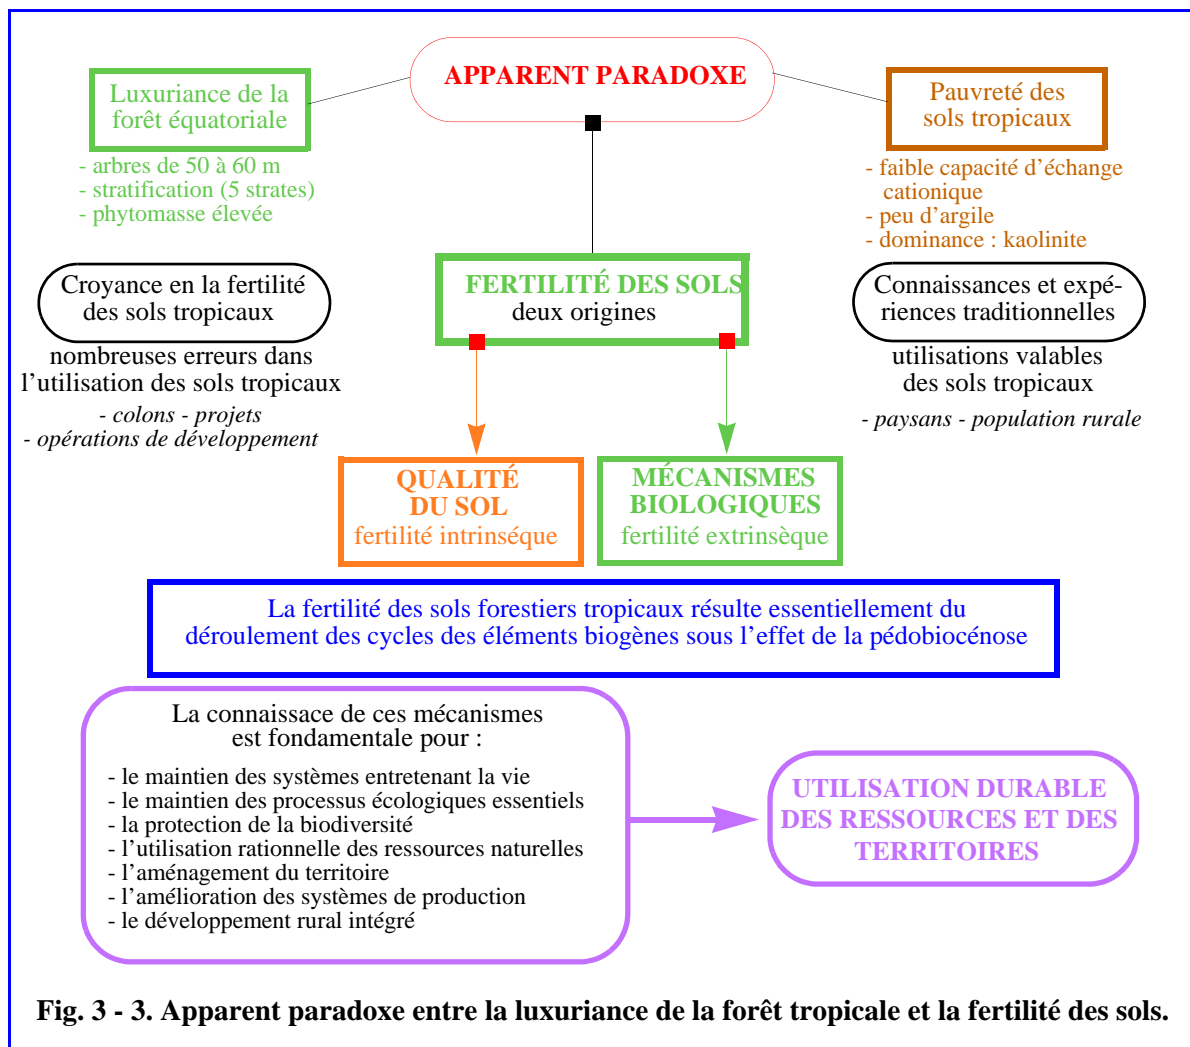 APPARENT PARADOXE
Luxuriance de la
forêt équatoriale
- arbres de 50 à 60 m
- stratification (5 strates)
- phytomasse élevée
Pauvreté des
sols tropicaux
- faible capacité d’échange
cationique
- peu d’argile
- dominance : kaolinite
Croyance en la fertilité
des sols tropicaux
nombreuses erreurs dans
l’utilisation des sols tropicaux
- colons - projets
- opérations de développement
FERTILITÉ DES SOLS
deux origines
Connaissances et expé-
riences traditionnelles
utilisations valables
des sols tropicaux
- paysans - population rurale
QUALITÉ
DU SOL
fertilité intrinséque
MÉCANISMES
BIOLOGIQUES
fertilité extrinsèque
La fertilité des sols forestiers tropicaux résulte essentiellement du
déroulement des cycles des éléments biogènes sous l’effet de la pédobiocénose
La connaissace de ces mécanismes
est fondamentale pour :
- le maintien des systèmes entretenant la vie
- le maintien des processus écologiques essentiels
- la protection de la biodiversité
- l’utilisation rationnelle des ressources naturelles
- l’aménagement du territoire
- l’amélioration des systèmes de production
- le développement rural intégré
UTILISATION DURABLE
DES RESSOURCES ET DES
TERRITOIRES
Fig. 3 - 3. Apparent paradoxe entre la luxuriance de la forêt tropicale et la fertilité des sols.